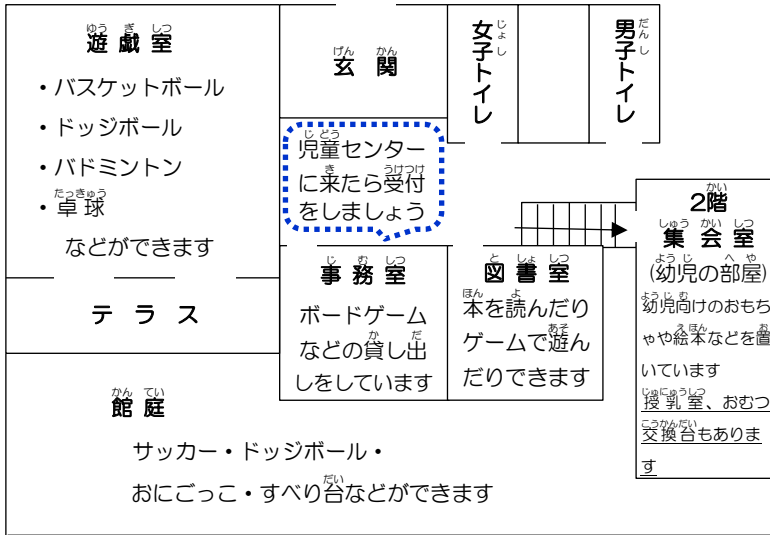 遊戯室
・バスケットボール
・ドッジボール
・バドミントン
・卓球
などができます
玄関
女子トイレ
男子トイレ
児童センター
に来たら受付
をしましょう
事務室
ボードゲーム
などの貸し出
しをしています
図書室
本を読んだり
ゲームで遊ん
だりできます
2階
集会室
(幼児の部屋)
幼児向けのおもち
ゃや絵本などを置
いています
授乳室、おむつ
交換台もありま
す
テラス
館庭
サッカー・ドッジボール・
おにごっこ・すべり台などができます